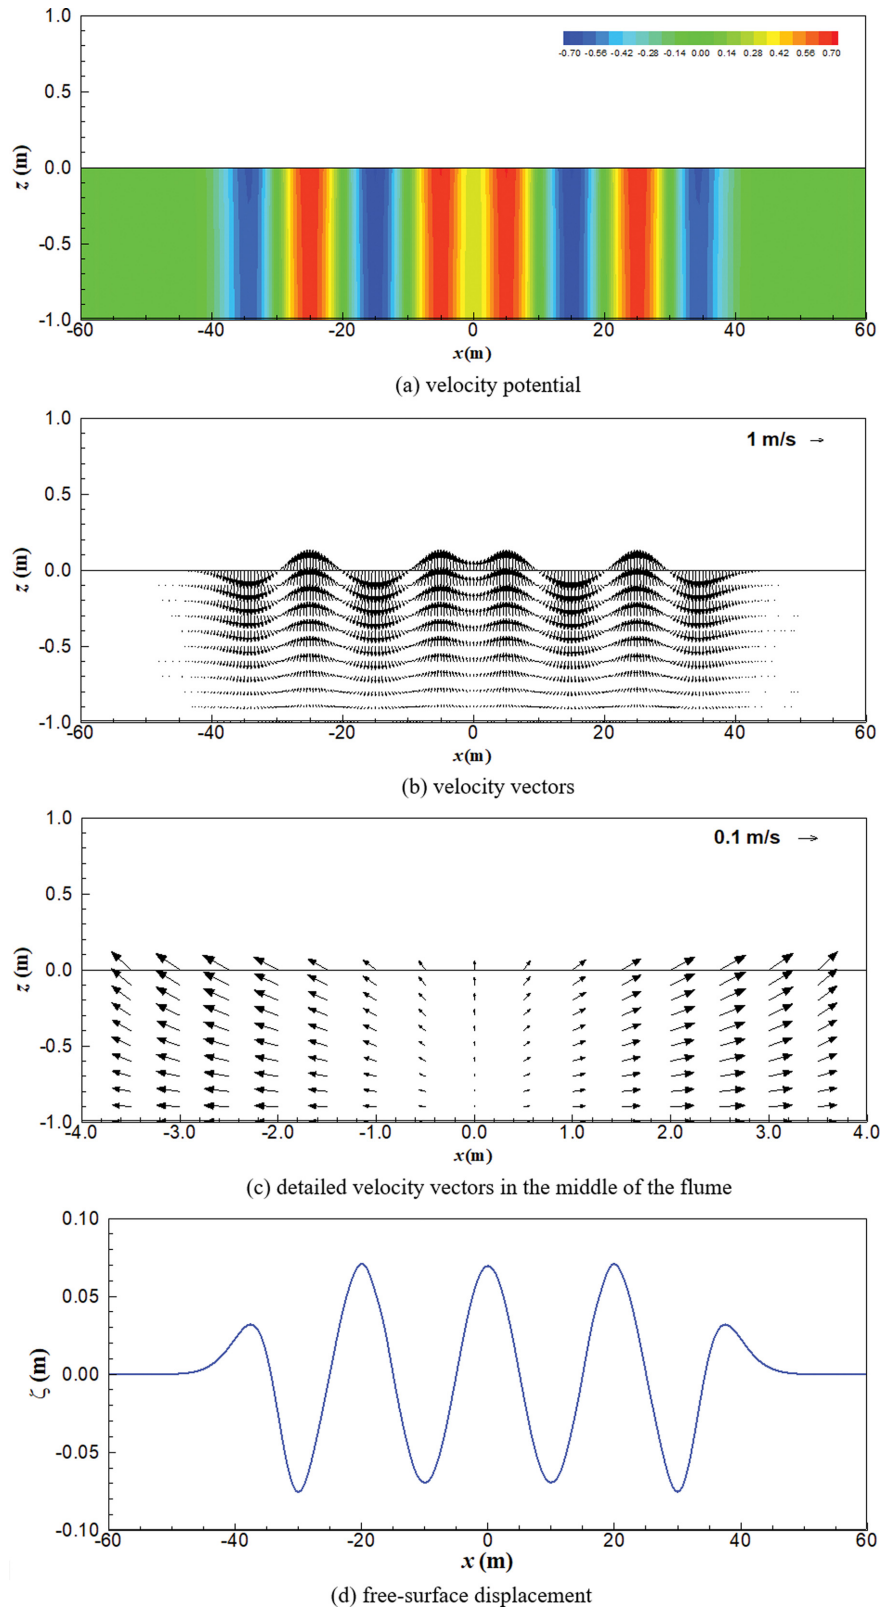 1.0
-0.70 -0.56 -0.42 -0.28 -0.14 0.00 0.14 0.28 0.42 0.56 0.70
0.5
z (m)
0.0
-0.5
-1.0
-60 -40 -20 0 20 40 60
x(m)
(a) velocity potential
1.0
1 m/s
0.5
z (m)
0.0
-0.5
-1.0
-60 -40 -20 0 20 40 60
x(m)
(b) velocity vectors
1.0
0.1 m/s
0.5
z (m)
0.0
-0.5
-1.0
-4.0 -3.0 -2.0 -1.0 0.0 1.0 2.0 3.0 4.0
x(m)
(c) detailed velocity vectors in the middle of the flume
0.10
0.05
ζ (m)
0.00
-0.05
-0.10
-60 -40 -20 0 20 40 60
x (m)
(d) free-surface displacement